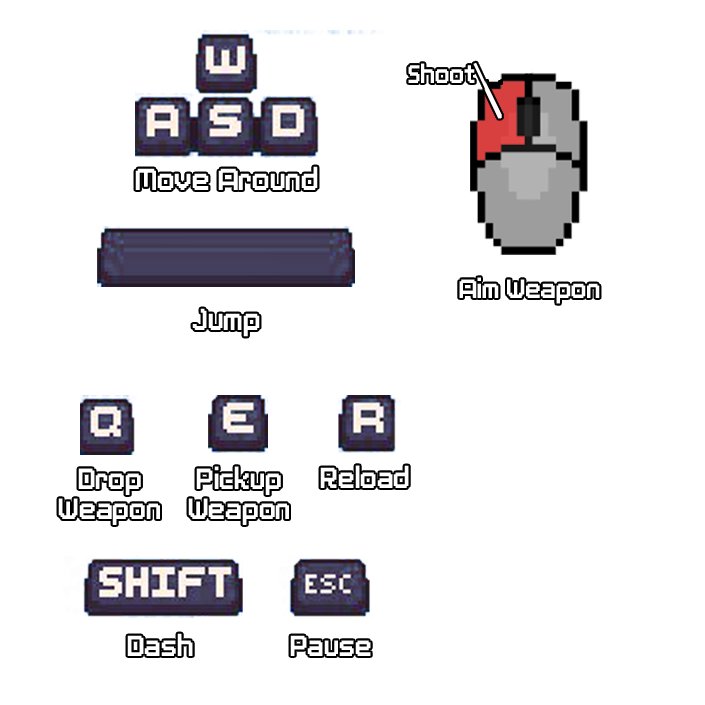 W
Shoot
A S D
Move Around
Aim Weapon
Jump
Q E R
Drop Weapon
Pickup Weapon
Reload
SHIFT ESC
Dash Pause